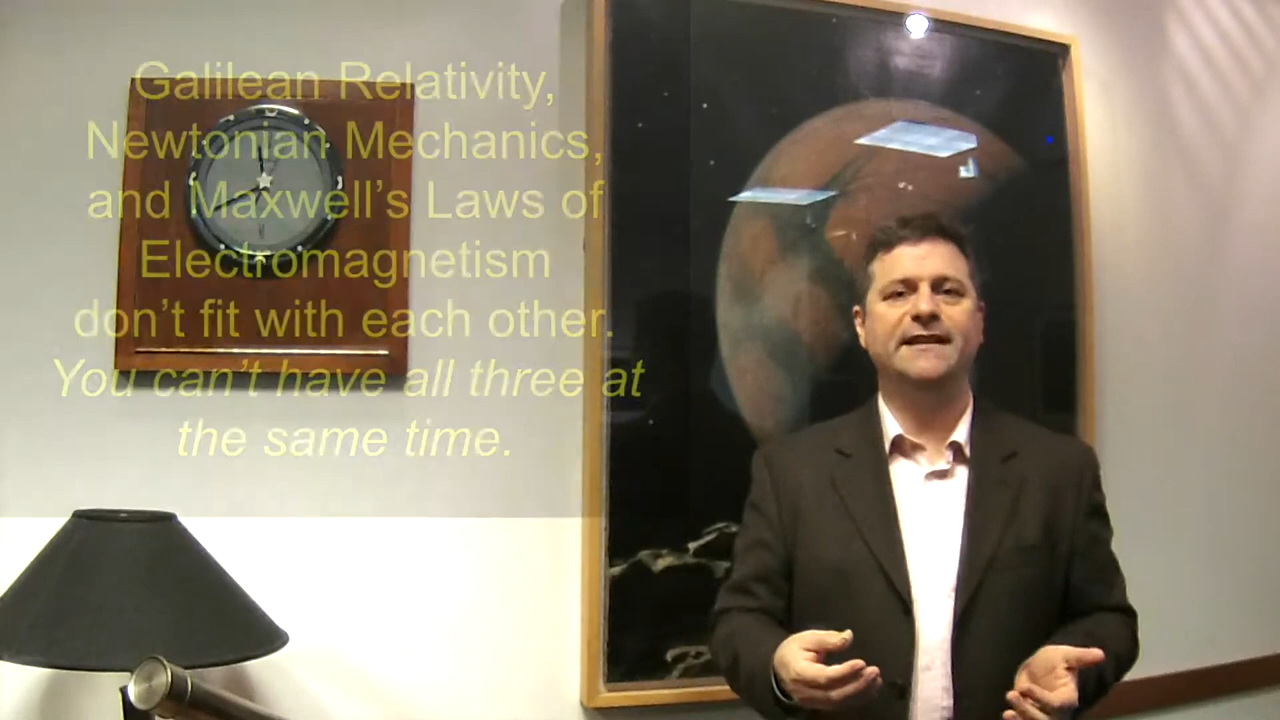 Galilean Relativity,
Newtonian Mechanics,
and Maxwell's Laws of
Electromagnetism
don't fit with each other.
You can't have all three at
the same time.